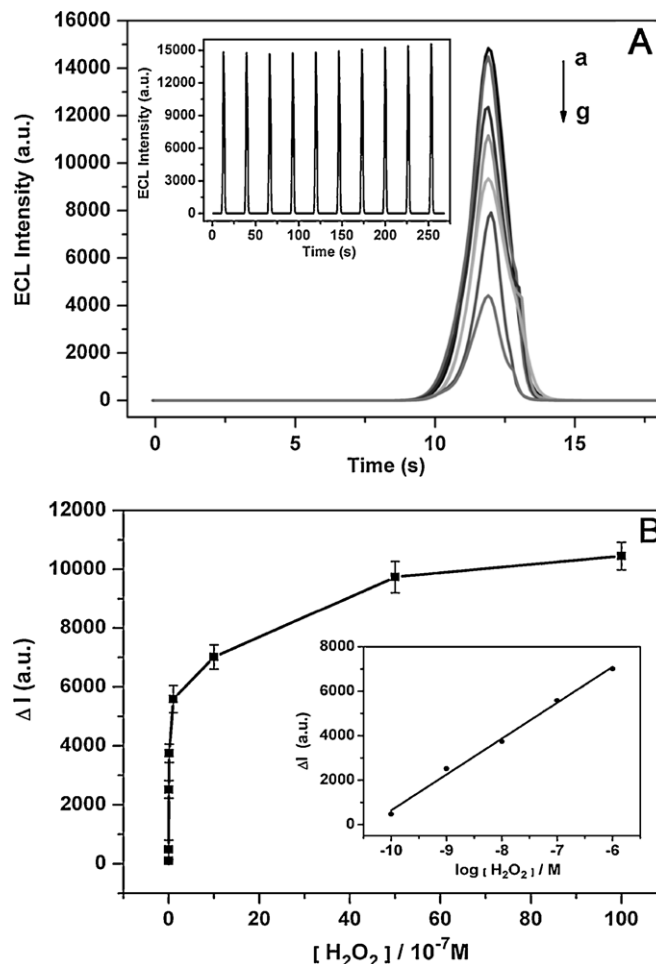 A
a
g
ECL Intensity (a.u.)
16000
14000
12000
10000
8000
6000
4000
2000
0
0 5 10 15
Time (s)
ECL Intensity (a.u.)
15000
12000
9000
6000
3000
0
0 50 100 150 200 250
Time (s)
B
Δ I (a.u.)
12000
10000
8000
6000
4000
2000
0
0 20 40 60 80 100
[ H₂O₂ ] / 10⁻⁷M
ΔI (a.u.)
8000
6000
4000
2000
0
-10 -9 -8 -7 -6
log [ H₂O₂ ] / M